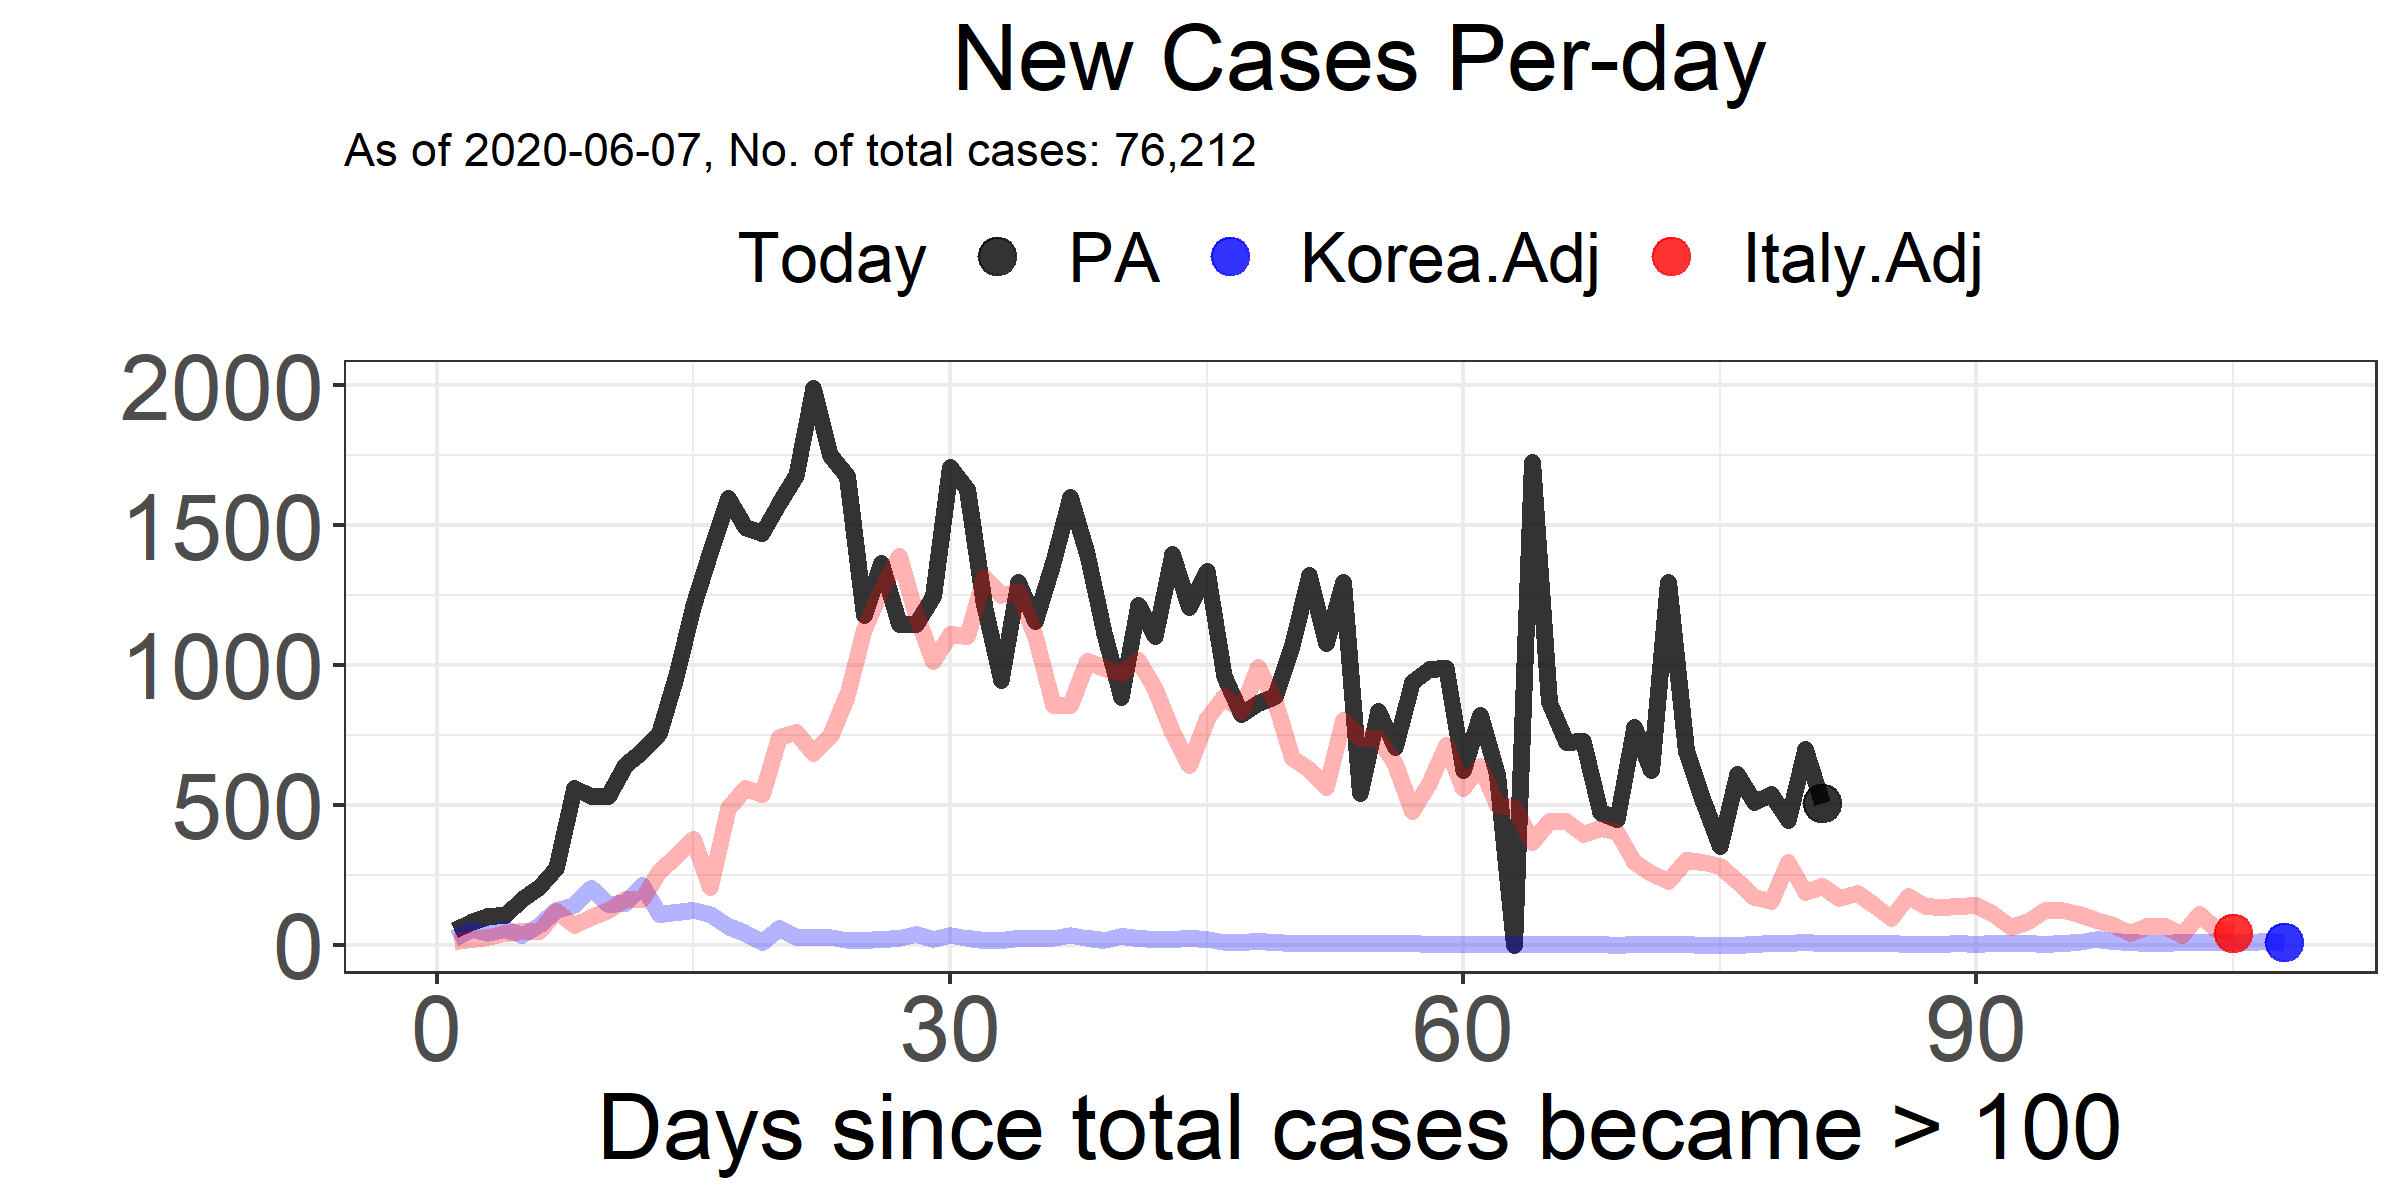 New Cases Per-day
As of 2020-06-07, No. of total cases: 76,212
Today PA Korea.Adj Italy.Adj
2000
1500
1000
500
0
0 30 60 90
Days since total cases became > 100